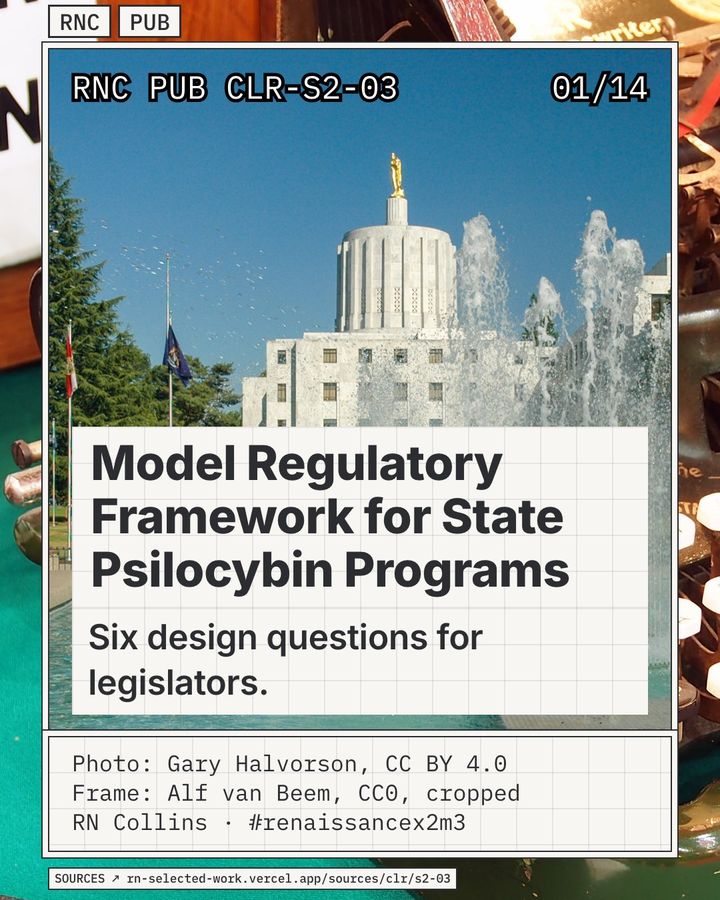 RNC PUB
RNC PUB CLR-S2-03 01/14
Model Regulatory
Framework for State
Psilocybin Programs
Six design questions for
legislators.
Photo: Gary Halvorson, CC BY 4.0
Frame: Alf van Beem, CC0, cropped
RN Collins · #renaissancex2m3
SOURCES ↗ rn-selected-work.vercel.app/sources/clr/s2-03